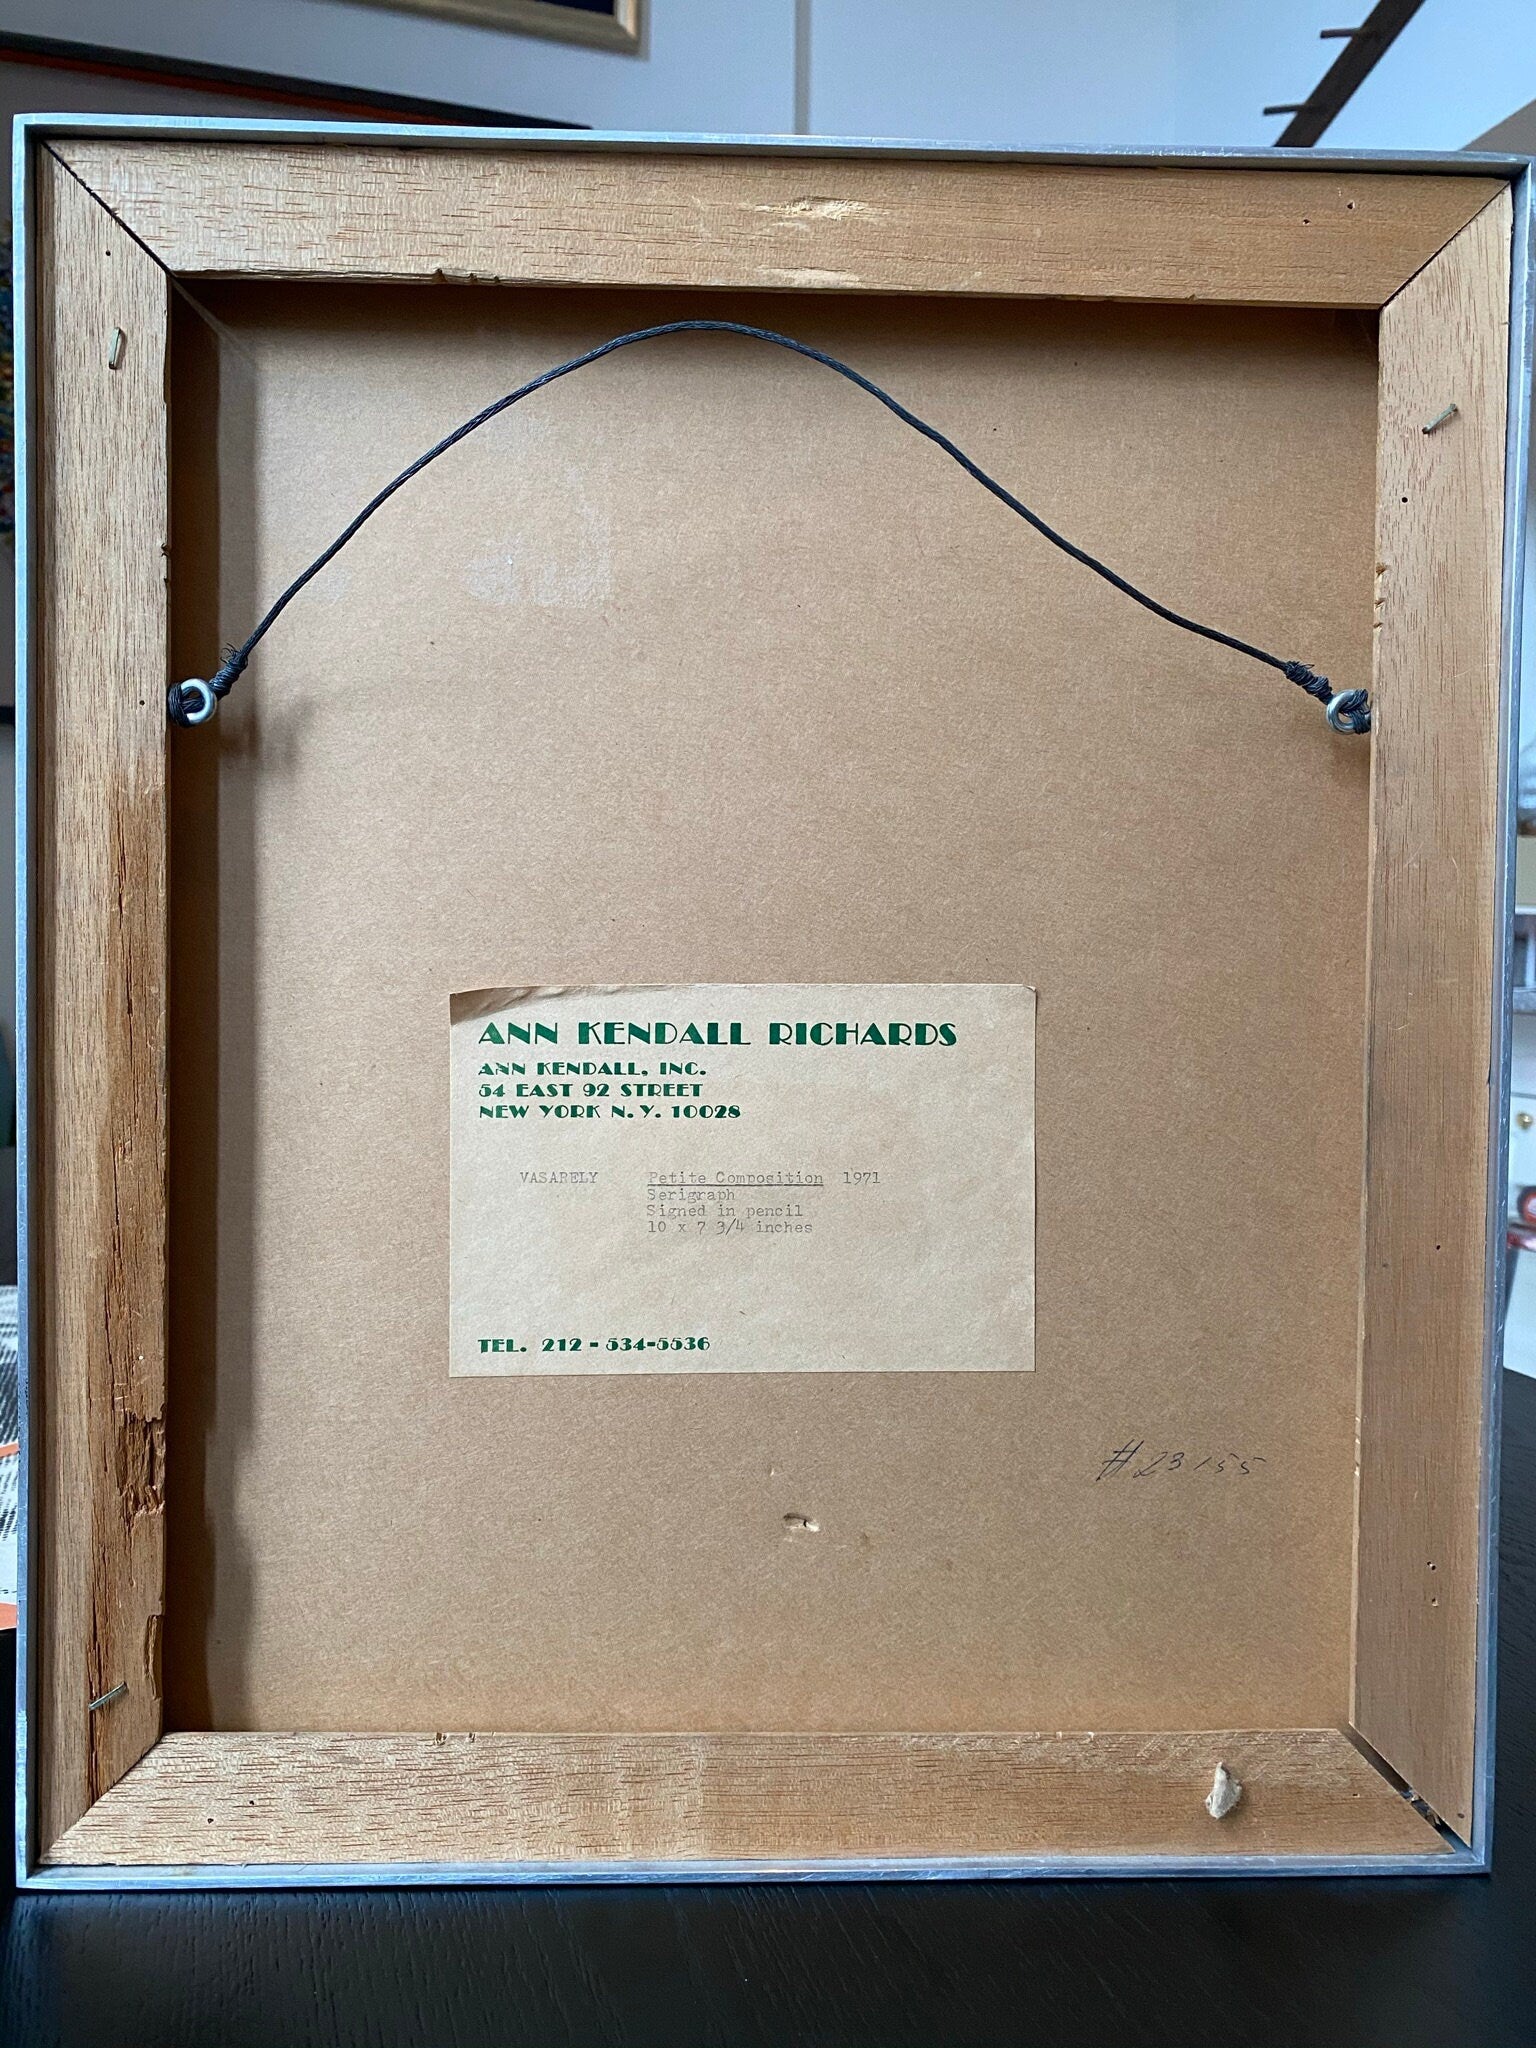 ANN KENDALL RICHARDS
ANN KENDALL, INC.
54 EAST 92 STREET
NEW YORK N.Y. 10028
VASARELY Petite Composition 1971
Serigraph
Signed in pencil
10 x 7 3/4 inches
TEL. 212-534-5536
#23155